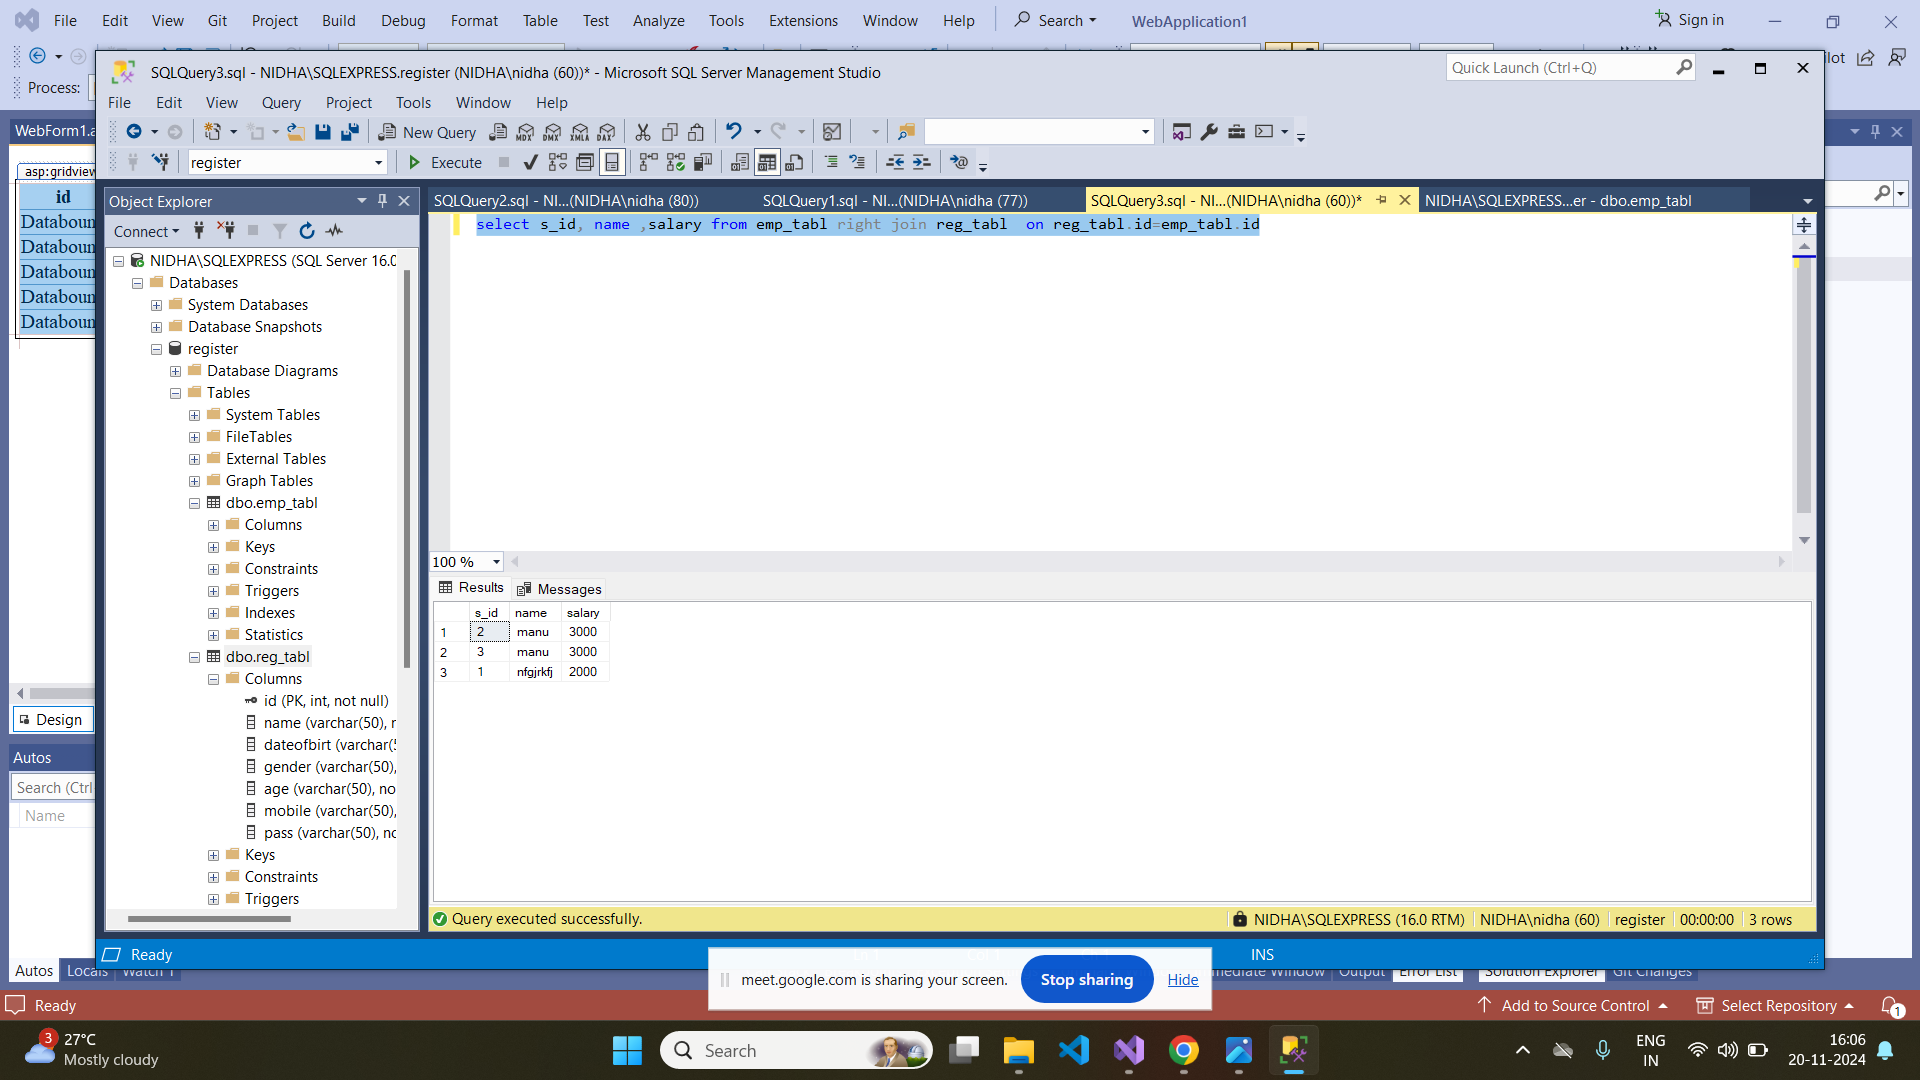 File Edit View Git Project Build Debug Format Table Test Analyze Tools Extensions Window Help Search WebApplication1 Sign in
SQLQuery3.sql - NIDHA\SQLEXPRESS.register (NIDHA\nidha (60))* - Microsoft SQL Server Management Studio
Quick Launch (Ctrl+Q)
Process:
File Edit View Query Project Tools Window Help
WebForm1.a
New Query
MDX DMX XMLA DAX
register
Execute
asp:gridview
id
Databoun
Databoun
Databoun
Databoun
Databoun
Object Explorer
SQLQuery2.sql - NI...(NIDHA\nidha (80)) SQLQuery1.sql - NI...(NIDHA\nidha (77)) SQLQuery3.sql - NI...(NIDHA\nidha (60))* NIDHA\SQLEXPRESS...er - dbo.emp_tabl
Connect
select s_id, name ,salary from emp_tabl right join reg_tabl  on reg_tabl.id=emp_tabl.id
NIDHA\SQLEXPRESS (SQL Server 16.0
Databases
System Databases
Database Snapshots
register
Database Diagrams
Tables
System Tables
FileTables
External Tables
Graph Tables
dbo.emp_tabl
Columns
Keys
Constraints
Triggers
Indexes
Statistics
dbo.reg_tabl
Columns
id (PK, int, not null)
name (varchar(50), r
dateofbirt (varchar(5
gender (varchar(50),
age (varchar(50), no
mobile (varchar(50),
pass (varchar(50), nc
Keys
Constraints
Triggers
100 %
Results Messages
s_id name salary
1 2 manu 3000
2 3 manu 3000
3 1 nfgjrkfj 2000
Design
Autos
Search (Ctrl
Name
Query executed successfully.
NIDHA\SQLEXPRESS (16.0 RTM) NIDHA\nidha (60) register 00:00:00 3 rows
Ready
INS
Autos Locals Watch 1
mediate Window Output Error List Solution Explorer Git Changes
meet.google.com is sharing your screen. Stop sharing Hide
Ready
Add to Source Control Select Repository 1
3 27°C
Mostly cloudy
Search
ENG
IN
16:06
20-11-2024